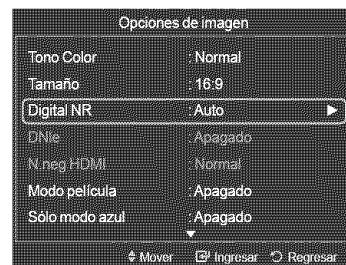 Opciones de imagen
Tono Color : Normal
Tamaño : 16:9
Digital NR : Auto
DNIe : Apagado
N.neg HDMI : Normal
Modo película : Apagado
Sólo modo azul : Apagado
Mover Ingresar Regresar